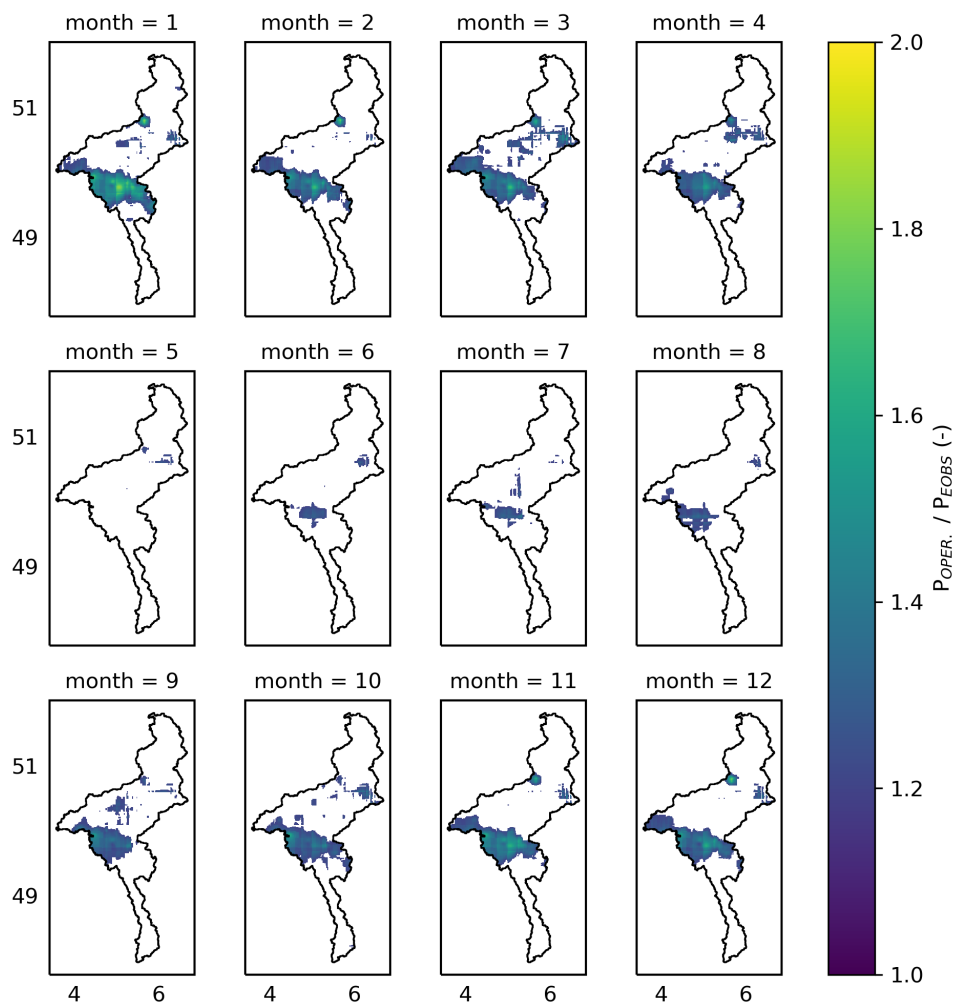 month = 1
month = 2
month = 3
month = 4
51
49
month = 5
month = 6
month = 7
month = 8
51
49
month = 9
month = 10
month = 11
month = 12
51
49
4
6
4
6
4
6
4
6
2.0
1.8
1.6
1.4
1.2
1.0
P_OPER. / P_EOBS (-)